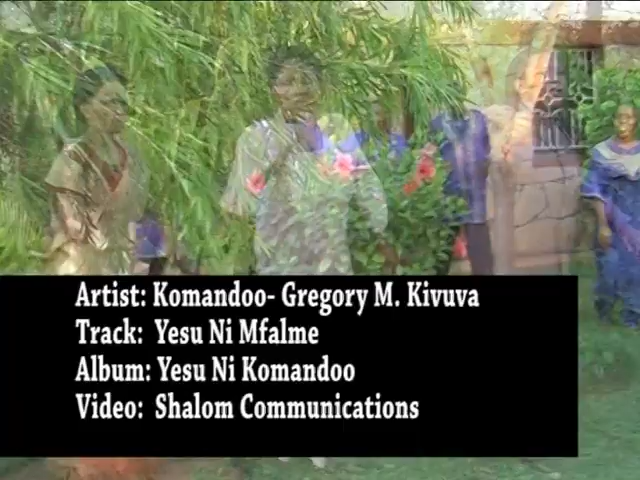 Artist: Komandoo- Gregory M. Kivuva
Track: Yesu Ni Mfalme
Album: Yesu Ni Komandoo
Video: Shalom Communications